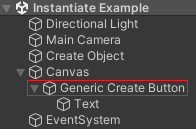 Instantiate Example
Directional Light
Main Camera
Create Object
Canvas
Generic Create Button
Text
EventSystem